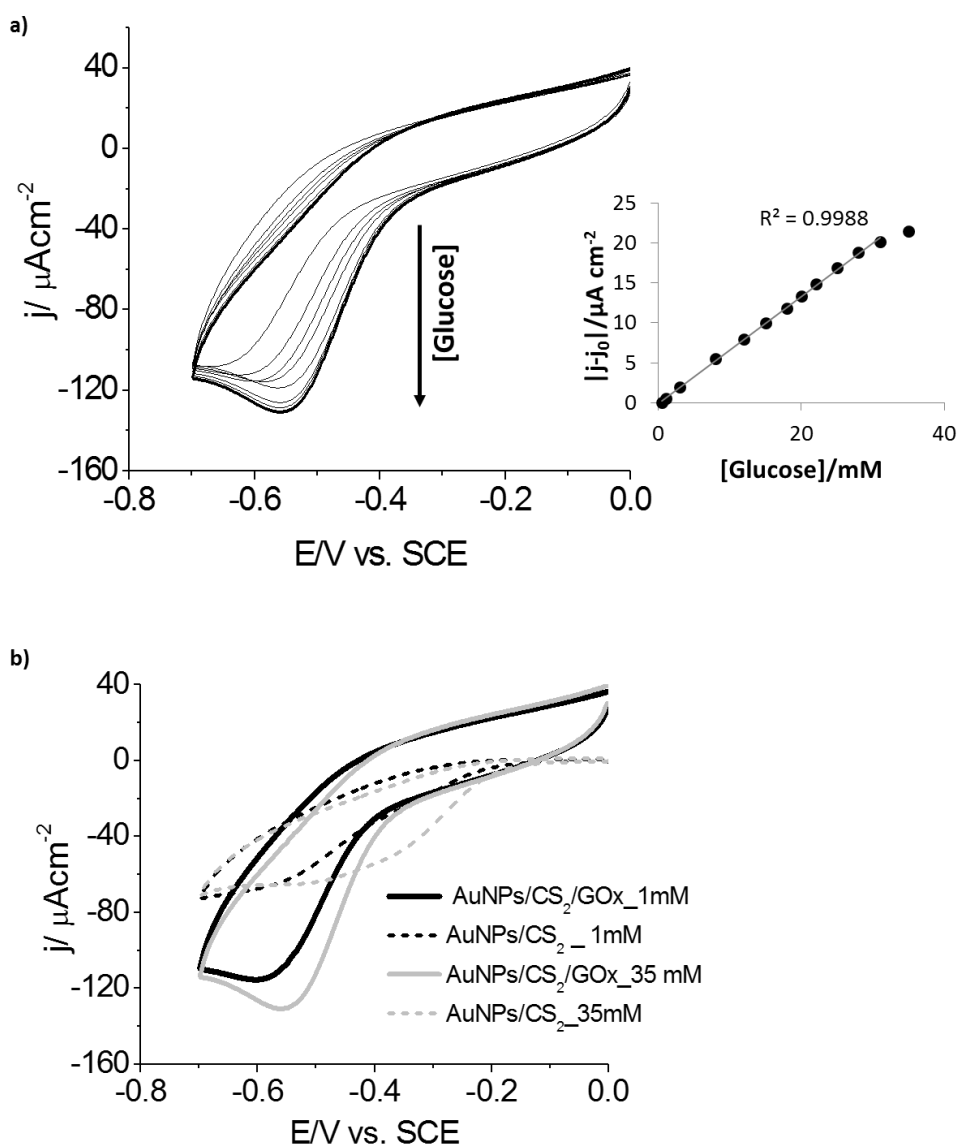 a)
40
0
-40
-80
-120
-160
-0.8
-0.6
-0.4
-0.2
0.0
j/ μAcm⁻²
E/V vs. SCE
[Glucose]
R² = 0.9988
25
20
15
10
5
0
0
20
40
|j-j₀|/μA cm⁻²
[Glucose]/mM
b)
40
0
-40
-80
-120
-160
-0.8
-0.6
-0.4
-0.2
0.0
j/ μAcm⁻²
E/V vs. SCE
AuNPs/CS₂/GOx_1mM
AuNPs/CS₂_ 1mM
AuNPs/CS₂/GOx_35 mM
AuNPs/CS₂_35mM